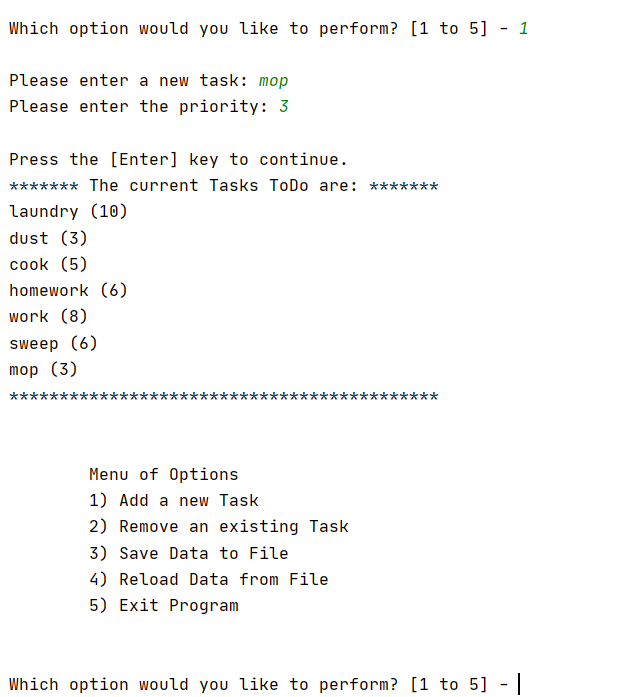 Which option would you like to perform? [1 to 5] - 1
Please enter a new task: mop
Please enter the priority: 3
Press the [Enter] key to continue.
******* The current Tasks ToDo are: *******
laundry (10)
dust (3)
cook (5)
homework (6)
work (8)
sweep (6)
mop (3)
*******************************************
Menu of Options
1) Add a new Task
2) Remove an existing Task
3) Save Data to File
4) Reload Data from File
5) Exit Program
Which option would you like to perform? [1 to 5] -